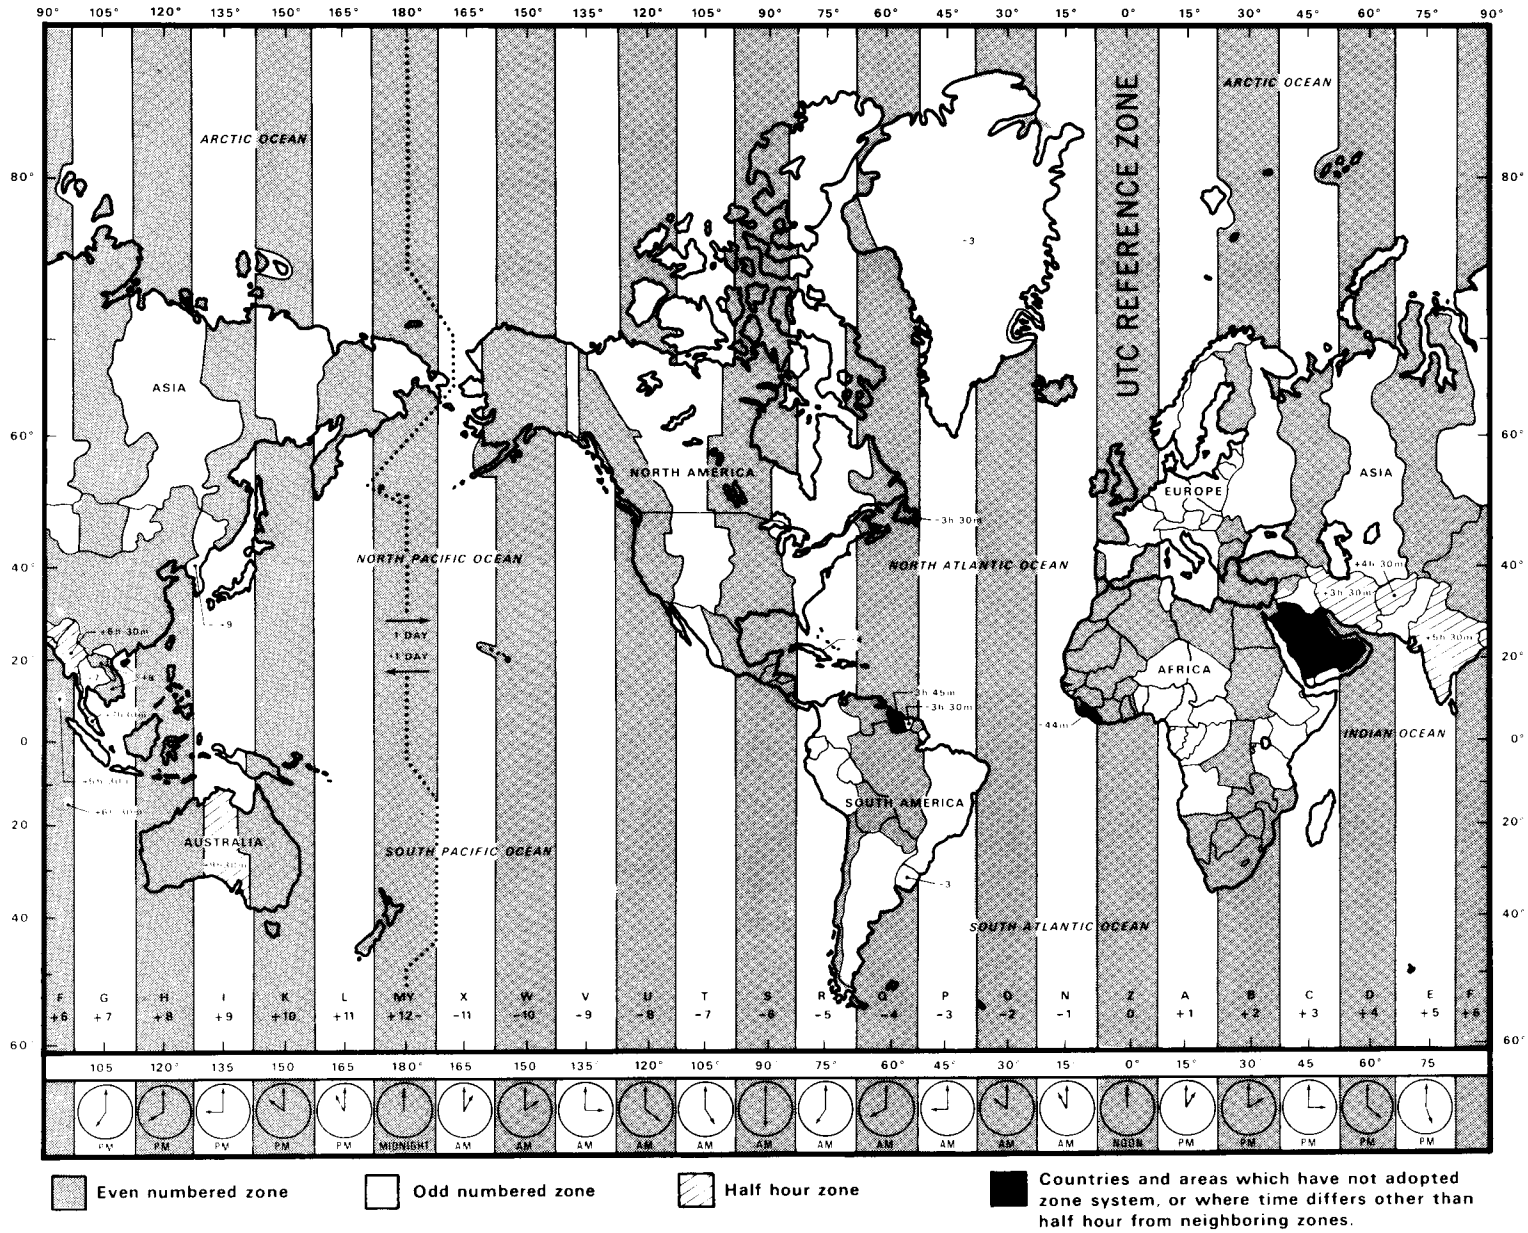 90° 105° 120° 135° 150° 165° 180° 165° 150° 135° 120° 105° 90° 75° 60° 45° 30° 15° 0° 15° 30° 45° 60° 75° 90°
ARCTIC OCEAN
ARCTIC OCEAN
UTC REFERENCE ZONE
80°
80°
-3
ASIA
60°
60°
NORTH AMERICA
EUROPE
ASIA
-3h 30m
NORTH PACIFIC OCEAN
NORTH ATLANTIC OCEAN
40°
40°
+4h 30m
+3h 30m
+9
1 DAY
+1 DAY
+6h 30m
+5h 30m
20°
20°
AFRICA
3h 45m
-3h 30m
-44m
INDIAN OCEAN
0
0°
SOUTH AMERICA
20
20°
AUSTRALIA
+9h 30m
SOUTH PACIFIC OCEAN
-3
40
40°
SOUTH ATLANTIC OCEAN
F G H I K L MY X W V U T S R Q P O N Z A B C D E F
+6 +7 +8 +9 +10 +11 +12- -11 -10 -9 -8 -7 -6 -5 -4 -3 -2 -1 0 +1 +2 +3 +4 +5 +6
60
60°
105 120° 135 150° 165 180° 165 150 135° 120° 105° 90° 75° 60° 45° 30° 15° 0° 15° 30° 45° 60° 75
PM PM PM PM PM MIDNIGHT AM AM AM AM AM AM AM AM AM AM AM NOON PM PM PM PM PM
Even numbered zone
Odd numbered zone
Half hour zone
Countries and areas which have not adopted
zone system, or where time differs other than
half hour from neighboring zones.